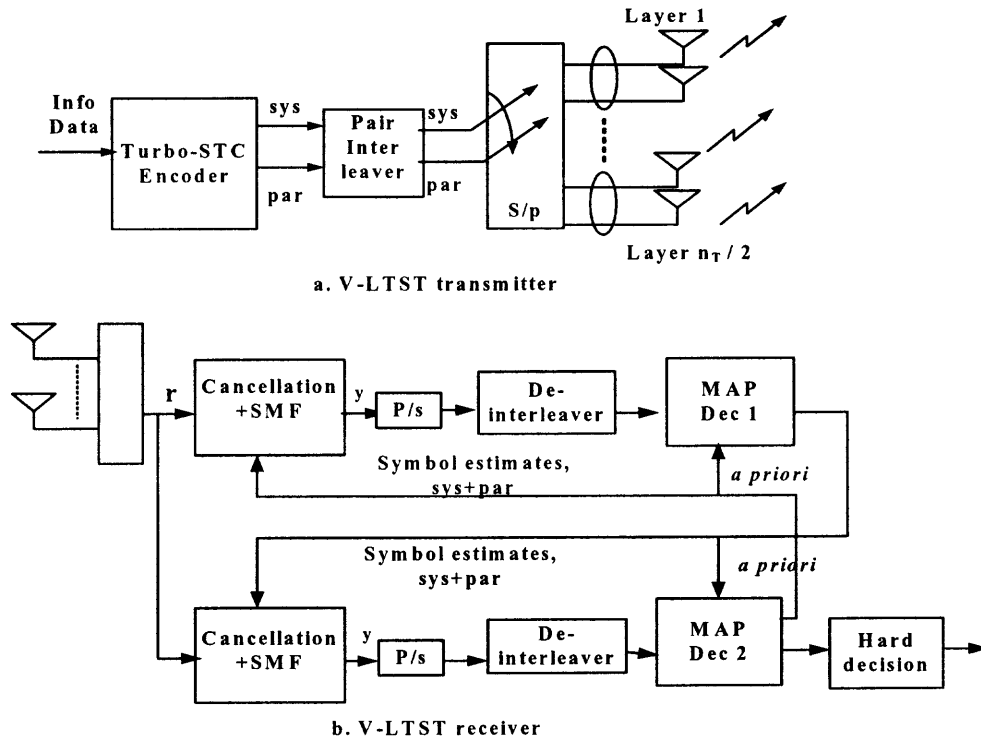 Layer 1
Info
Data
Turbo-STC
Encoder
sys
par
Pair
Inter
leaver
sys
par
S/p
Layer nT / 2
a. V-LTST transmitter
r
Cancellation
+SMF
y
P/s
De-
interleaver
MAP
Dec 1
Symbol estimates,
sys+par
a priori
Symbol estimates,
sys+par
a priori
Cancellation
+SMF
y
P/s
De-
interleaver
MAP
Dec 2
Hard
decision
b. V-LTST receiver